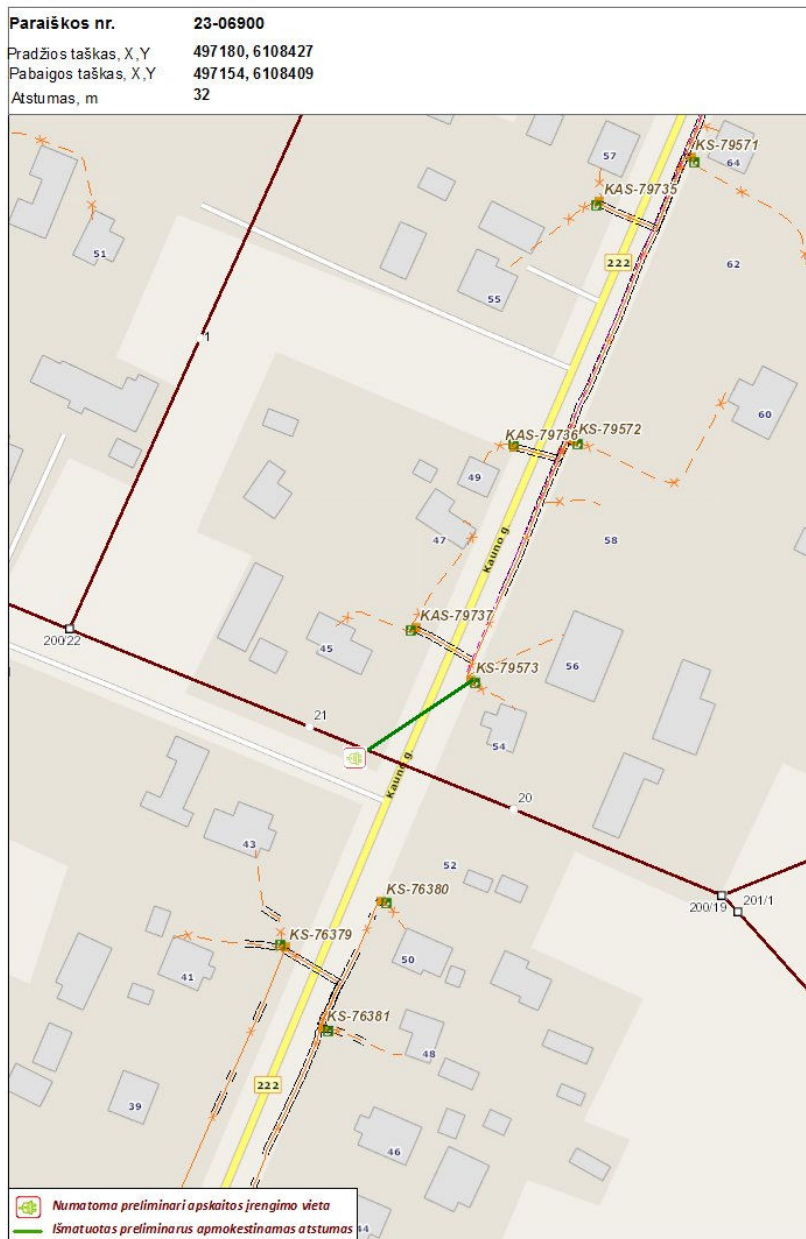 Paraiškos nr. 23-06900
Pradžios taškas, X,Y 497180, 6108427
Pabaigos taškas, X,Y 497154, 6108409
Atstumas, m 32
57
KS-79571
64
KAS-79735
51
222
62
55
1
60
KAS-79736
KS-79572
49
47
Kauno g.
58
KAS-79737
200/22
45
KS-79573
56
21
54
Kauno g.
20
43
52
KS-76380
200/19
201/1
KS-76379
50
41
KS-76381
48
222
39
46
44
Numatoma preliminari apskaitos įrengimo vieta
Išmatuotas preliminarus apmokestinamas atstumas